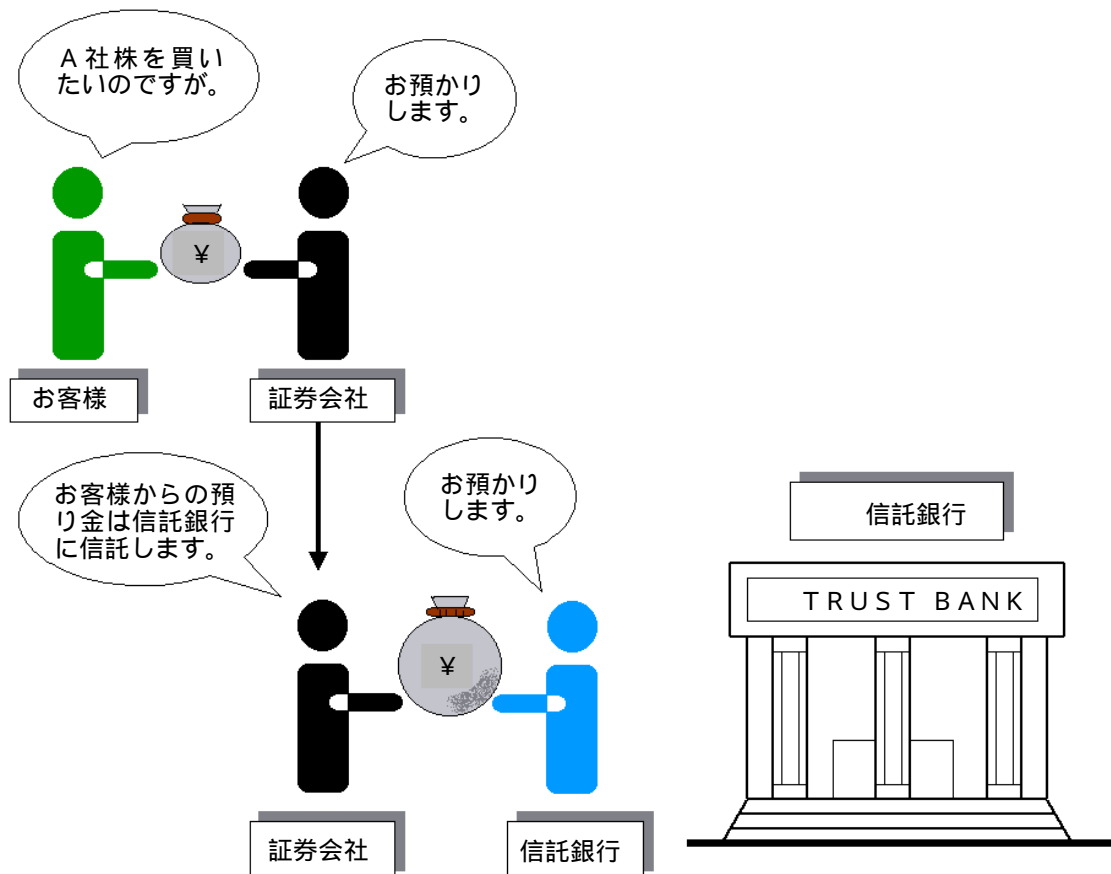 A社株を買い
たいのですが。
お預かり
します。
¥
お客様
証券会社
お客様からの預
り金は信託銀行
に信託します。
お預かり
します。
¥
証券会社
信託銀行
信託銀行
TRUST BANK